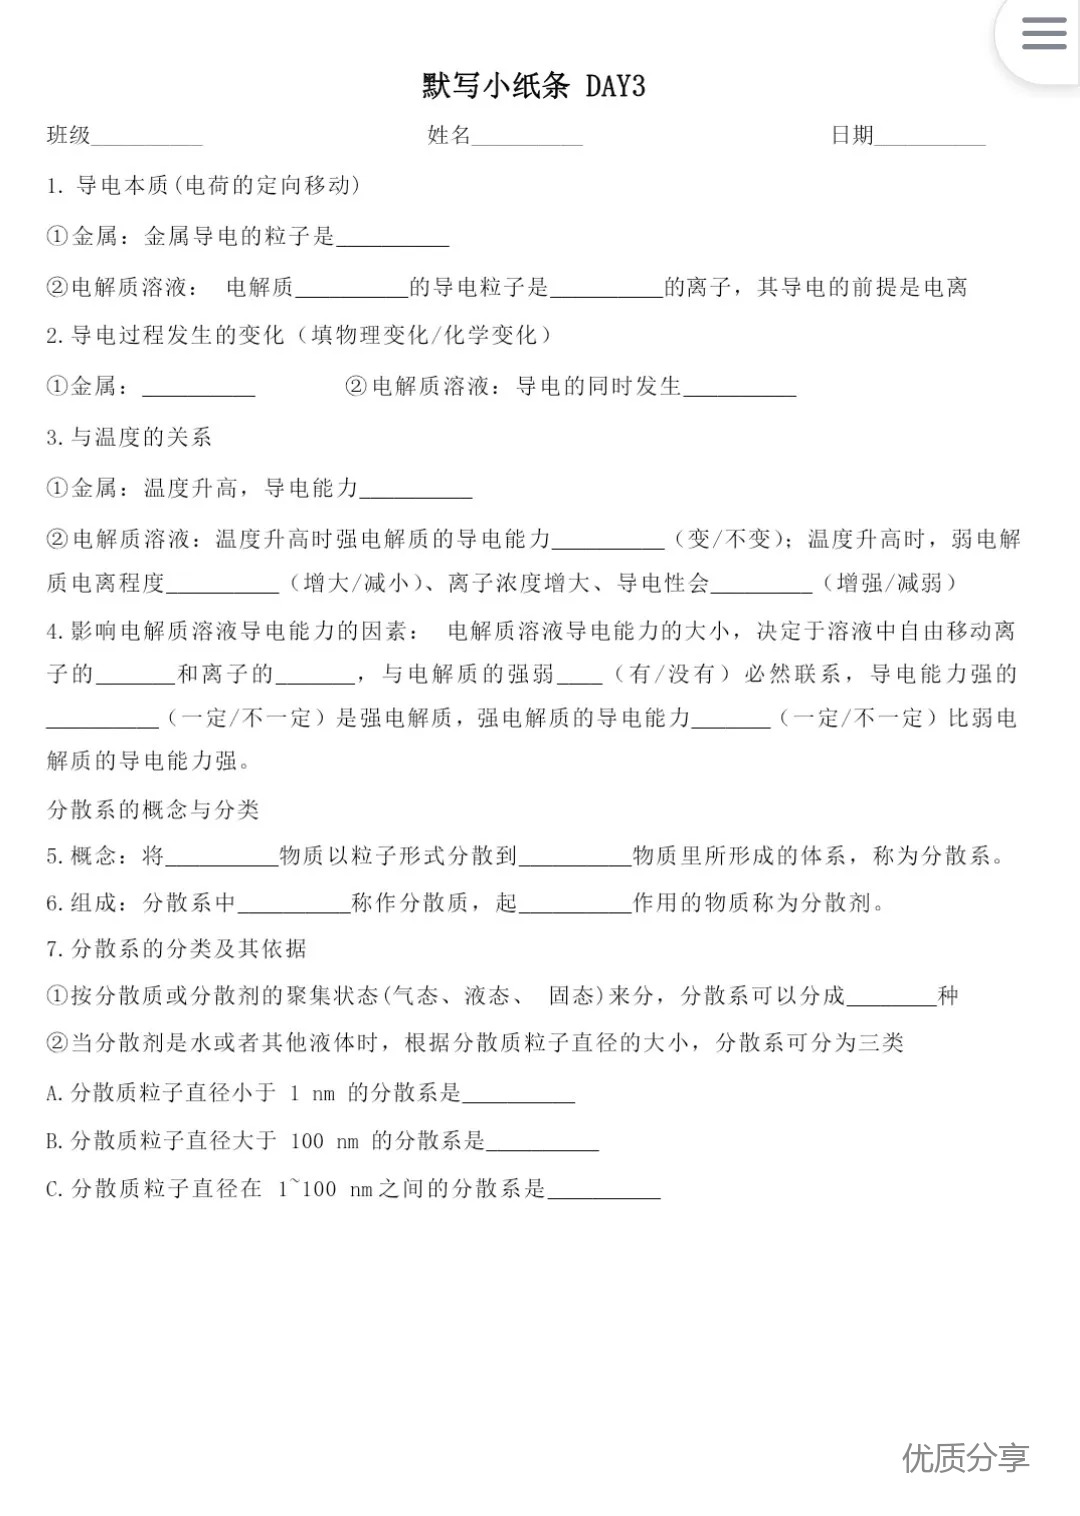 默写小纸条 DAY3
班级__________ 姓名__________ 日期__________
1. 导电本质(电荷的定向移动)
①金属：金属导电的粒子是__________
②电解质溶液： 电解质__________的导电粒子是__________的离子，其导电的前提是电离
2.导电过程发生的变化（填物理变化/化学变化）
①金属：__________ ②电解质溶液：导电的同时发生__________
3.与温度的关系
①金属：温度升高，导电能力__________
②电解质溶液：温度升高时强电解质的导电能力__________（变/不变）；温度升高时，弱电解
质电离程度__________（增大/减小）、离子浓度增大、导电性会_________（增强/减弱）
4.影响电解质溶液导电能力的因素： 电解质溶液导电能力的大小，决定于溶液中自由移动离
子的_______和离子的_______，与电解质的强弱____（有/没有）必然联系，导电能力强的
__________（一定/不一定）是强电解质，强电解质的导电能力_______（一定/不一定）比弱电
解质的导电能力强。
分散系的概念与分类
5.概念：将__________物质以粒子形式分散到__________物质里所形成的体系，称为分散系。
6.组成：分散系中__________称作分散质，起__________作用的物质称为分散剂。
7.分散系的分类及其依据
①按分散质或分散剂的聚集状态(气态、液态、 固态)来分，分散系可以分成________种
②当分散剂是水或者其他液体时，根据分散质粒子直径的大小，分散系可分为三类
A.分散质粒子直径小于 1 nm 的分散系是__________
B.分散质粒子直径大于 100 nm 的分散系是__________
C.分散质粒子直径在 1~100 nm之间的分散系是__________
优质分享